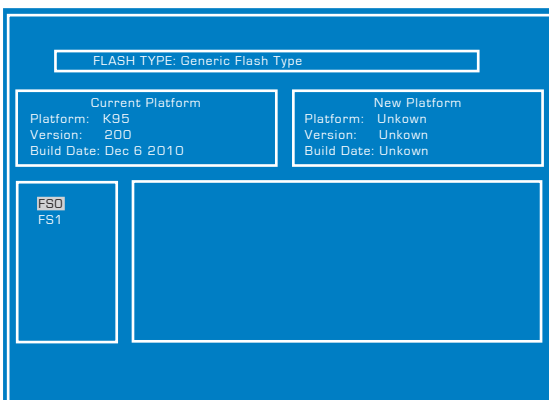 FLASH TYPE: Generic Flash Type
Current Platform
Platform: K95
Version: 200
Build Date: Dec 6 2010
New Platform
Platform: Unkown
Version: Unkown
Build Date: Unkown
FS0
FS1